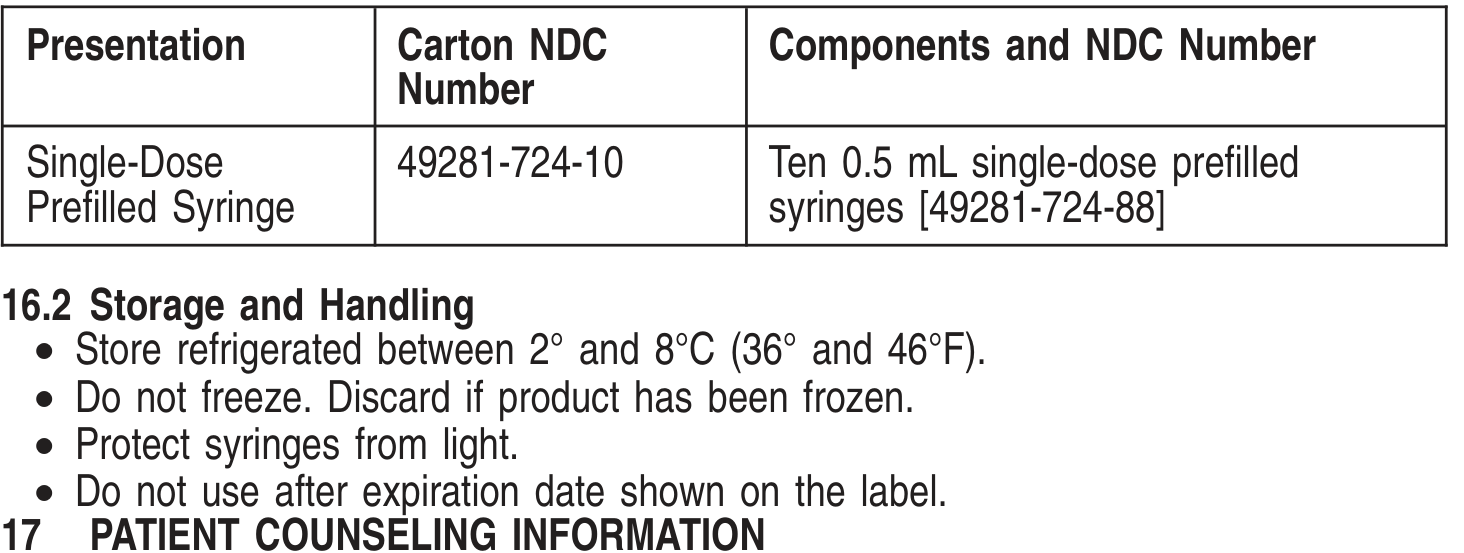 Presentation Carton NDC Components and NDC Number
Number
Single-Dose 49281-724-10 Ten 0.5 mL single-dose prefilled
Prefilled Syringe syringes [49281-724-88]
16.2 Storage and Handling
• Store refrigerated between 2° and 8°C (36° and 46°F).
• Do not freeze. Discard if product has been frozen.
• Protect syringes from light.
• Do not use after expiration date shown on the label.
17 PATIENT COUNSELING INFORMATION